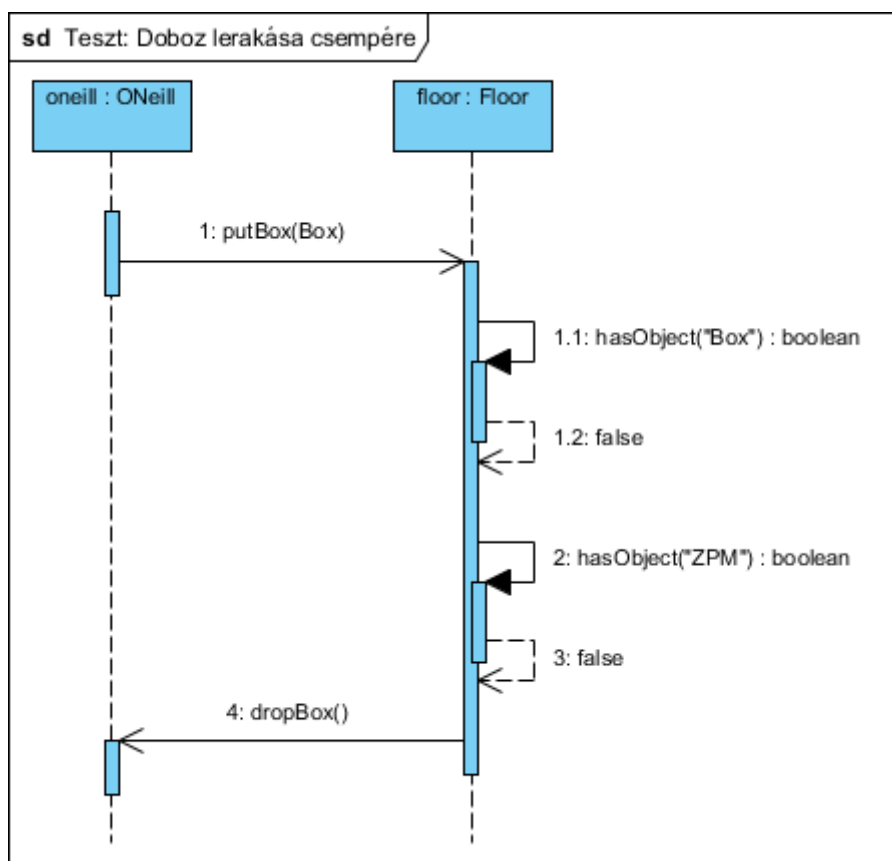 sd Teszt: Doboz lerakása csempére
oneill : ONeill
floor : Floor
1: putBox(Box)
1.1: hasObject("Box") : boolean
1.2: false
2: hasObject("ZPM") : boolean
3: false
4: dropBox()